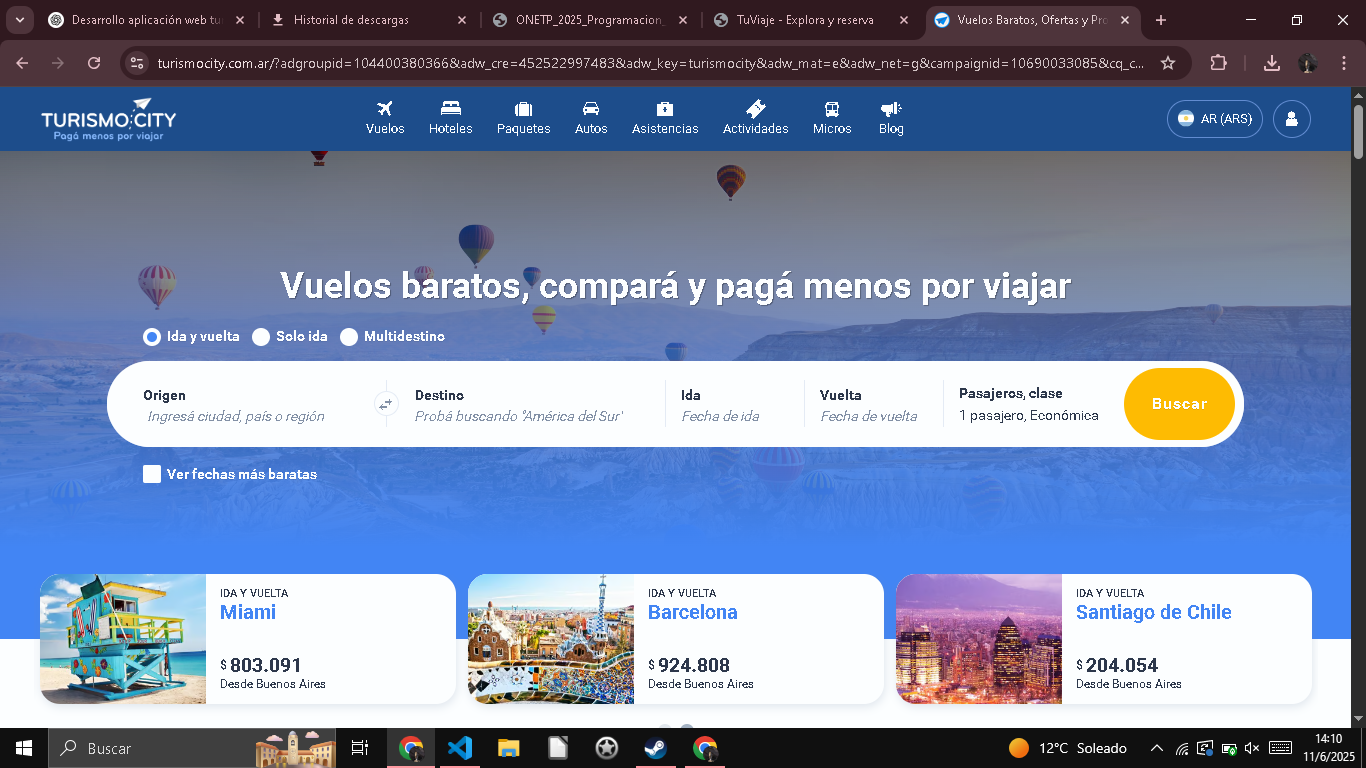 Desarrollo aplicación web tu
Historial de descargas
ONETP_2025_Programacion_
TuViaje - Explora y reserva
Vuelos Baratos, Ofertas y Pro
turismocity.com.ar/?adgroupid=104400380366&adw_cre=452522997483&adw_key=turismocity&adw_mat=e&adw_net=g&campaignid=10690033085&cq_c...
TURISMOCITY
Pagá menos por viajar
Vuelos
Hoteles
Paquetes
Autos
Asistencias
Actividades
Micros
Blog
AR (ARS)
Vuelos baratos, compará y pagá menos por viajar
Ida y vuelta
Solo ida
Multidestino
Origen
Ingresá ciudad, país o región
Destino
Probá buscando "América del Sur"
Ida
Fecha de ida
Vuelta
Fecha de vuelta
Pasajeros, clase
1 pasajero, Económica
Buscar
Ver fechas más baratas
IDA Y VUELTA
Miami
$ 803.091
Desde Buenos Aires
IDA Y VUELTA
Barcelona
$ 924.808
Desde Buenos Aires
IDA Y VUELTA
Santiago de Chile
$ 204.054
Desde Buenos Aires
Buscar
12°C Soleado
14:10
11/6/2025